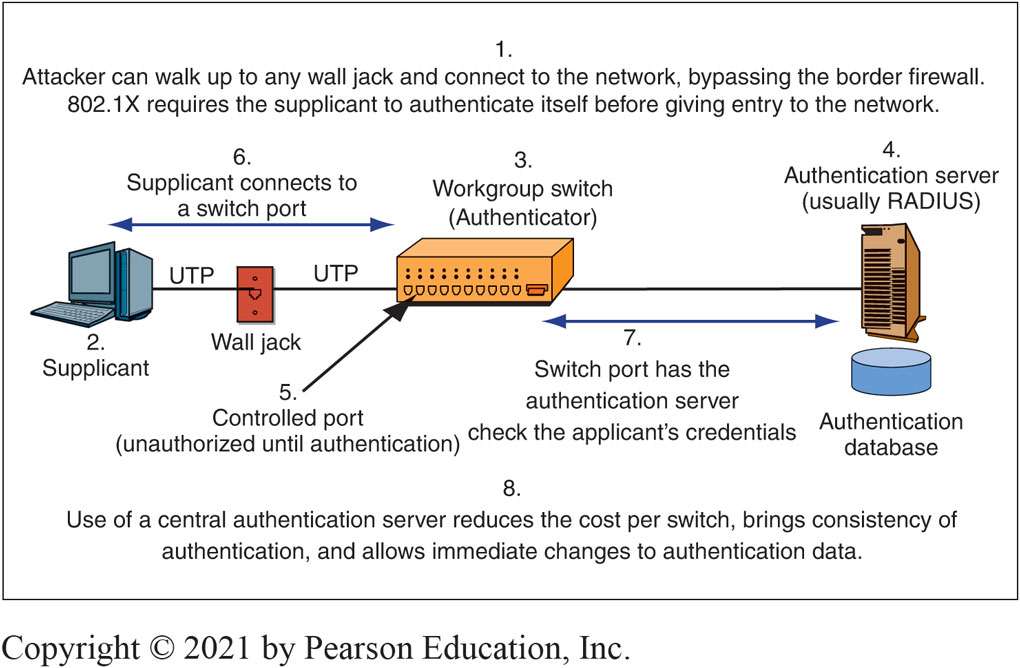 1.
Attacker can walk up to any wall jack and connect to the network, bypassing the border firewall.
802.1X requires the supplicant to authenticate itself before giving entry to the network.
6.
Supplicant connects to
a switch port
3.
Workgroup switch
(Authenticator)
4.
Authentication server
(usually RADIUS)
UTP
UTP
2.
Supplicant
Wall jack
5.
Controlled port
(unauthorized until authentication)
7.
Switch port has the
authentication server
check the applicant’s credentials
Authentication
database
8.
Use of a central authentication server reduces the cost per switch, brings consistency of
authentication, and allows immediate changes to authentication data.
Copyright © 2021 by Pearson Education, Inc.